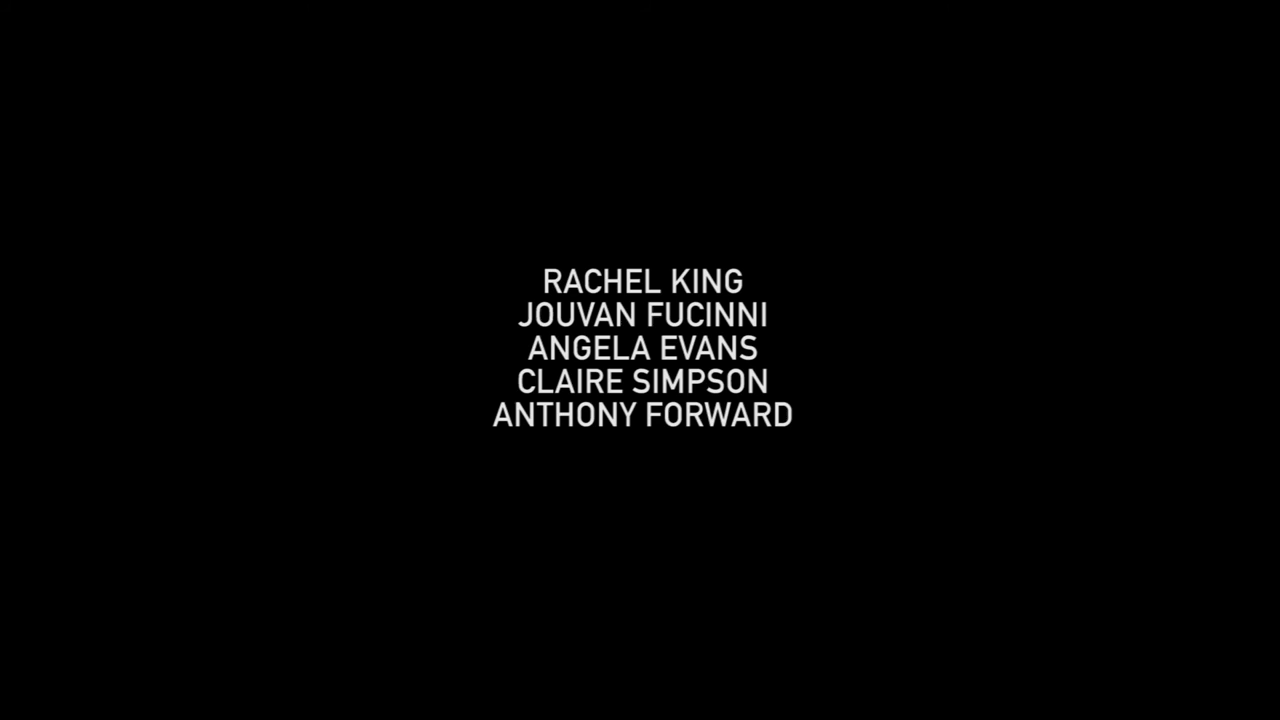 RACHEL KING
JOUVAN FUCINNI
ANGELA EVANS
CLAIRE SIMPSON
ANTHONY FORWARD